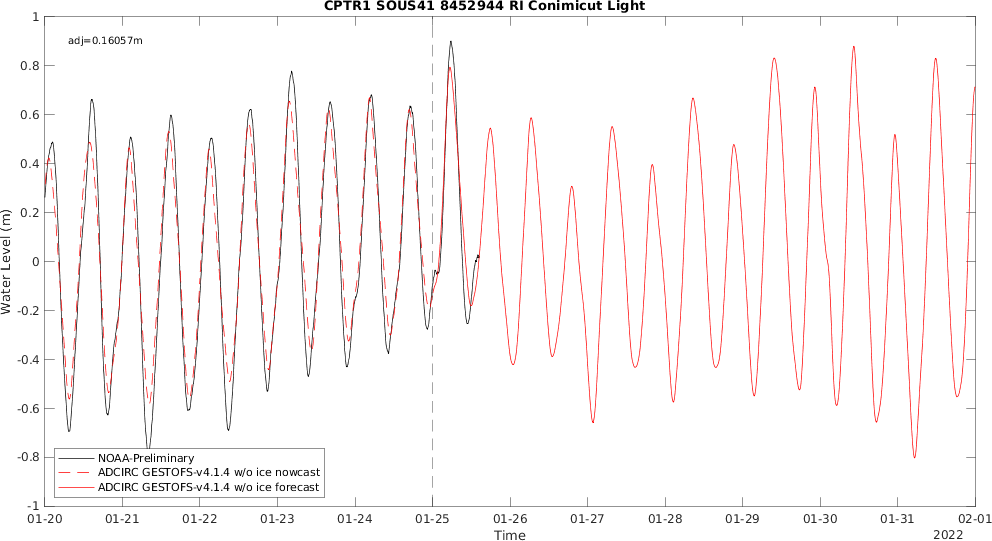 CPTR1 SOUS41 8452944 RI Conimicut Light
adj=0.16057m
1
0.8
0.6
0.4
0.2
0
-0.2
-0.4
-0.6
-0.8
-1
Water Level (m)
NOAA-Preliminary
ADCIRC GESTOFS-v4.1.4 w/o ice nowcast
ADCIRC GESTOFS-v4.1.4 w/o ice forecast
01-20 01-21 01-22 01-23 01-24 01-25 01-26 01-27 01-28 01-29 01-30 01-31 02-01
Time
2022